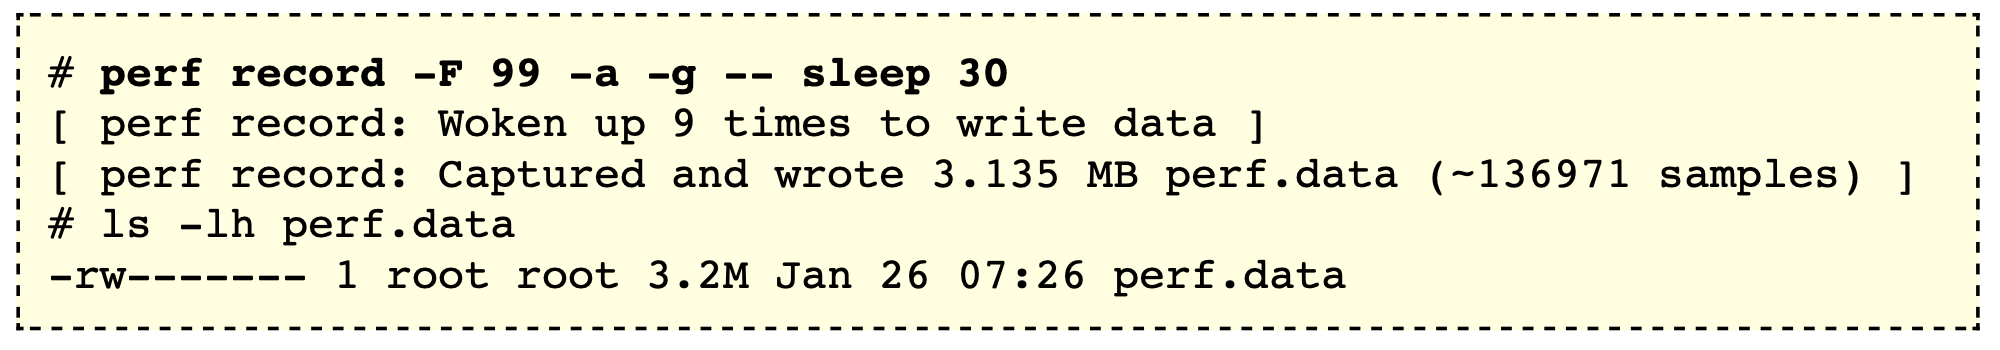 # perf record -F 99 -a -g -- sleep 30
[ perf record: Woken up 9 times to write data ]
[ perf record: Captured and wrote 3.135 MB perf.data (~136971 samples) ]
# ls -lh perf.data
-rw------- 1 root root 3.2M Jan 26 07:26 perf.data